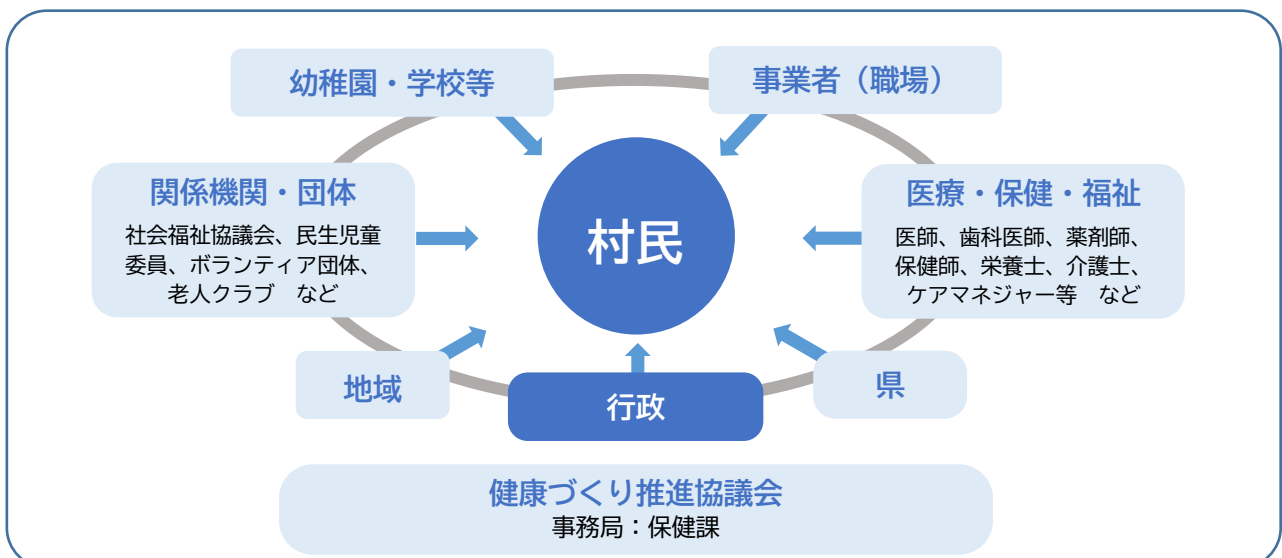 幼稚園・学校等
事業者（職場）
関係機関・団体
社会福祉協議会、民生児童
委員、ボランティア団体、
老人クラブ　など
村民
医療・保健・福祉
医師、歯科医師、薬剤師、
保健師、栄養士、介護士、
ケアマネジャー等　など
地域
行政
県
健康づくり推進協議会
事務局：保健課